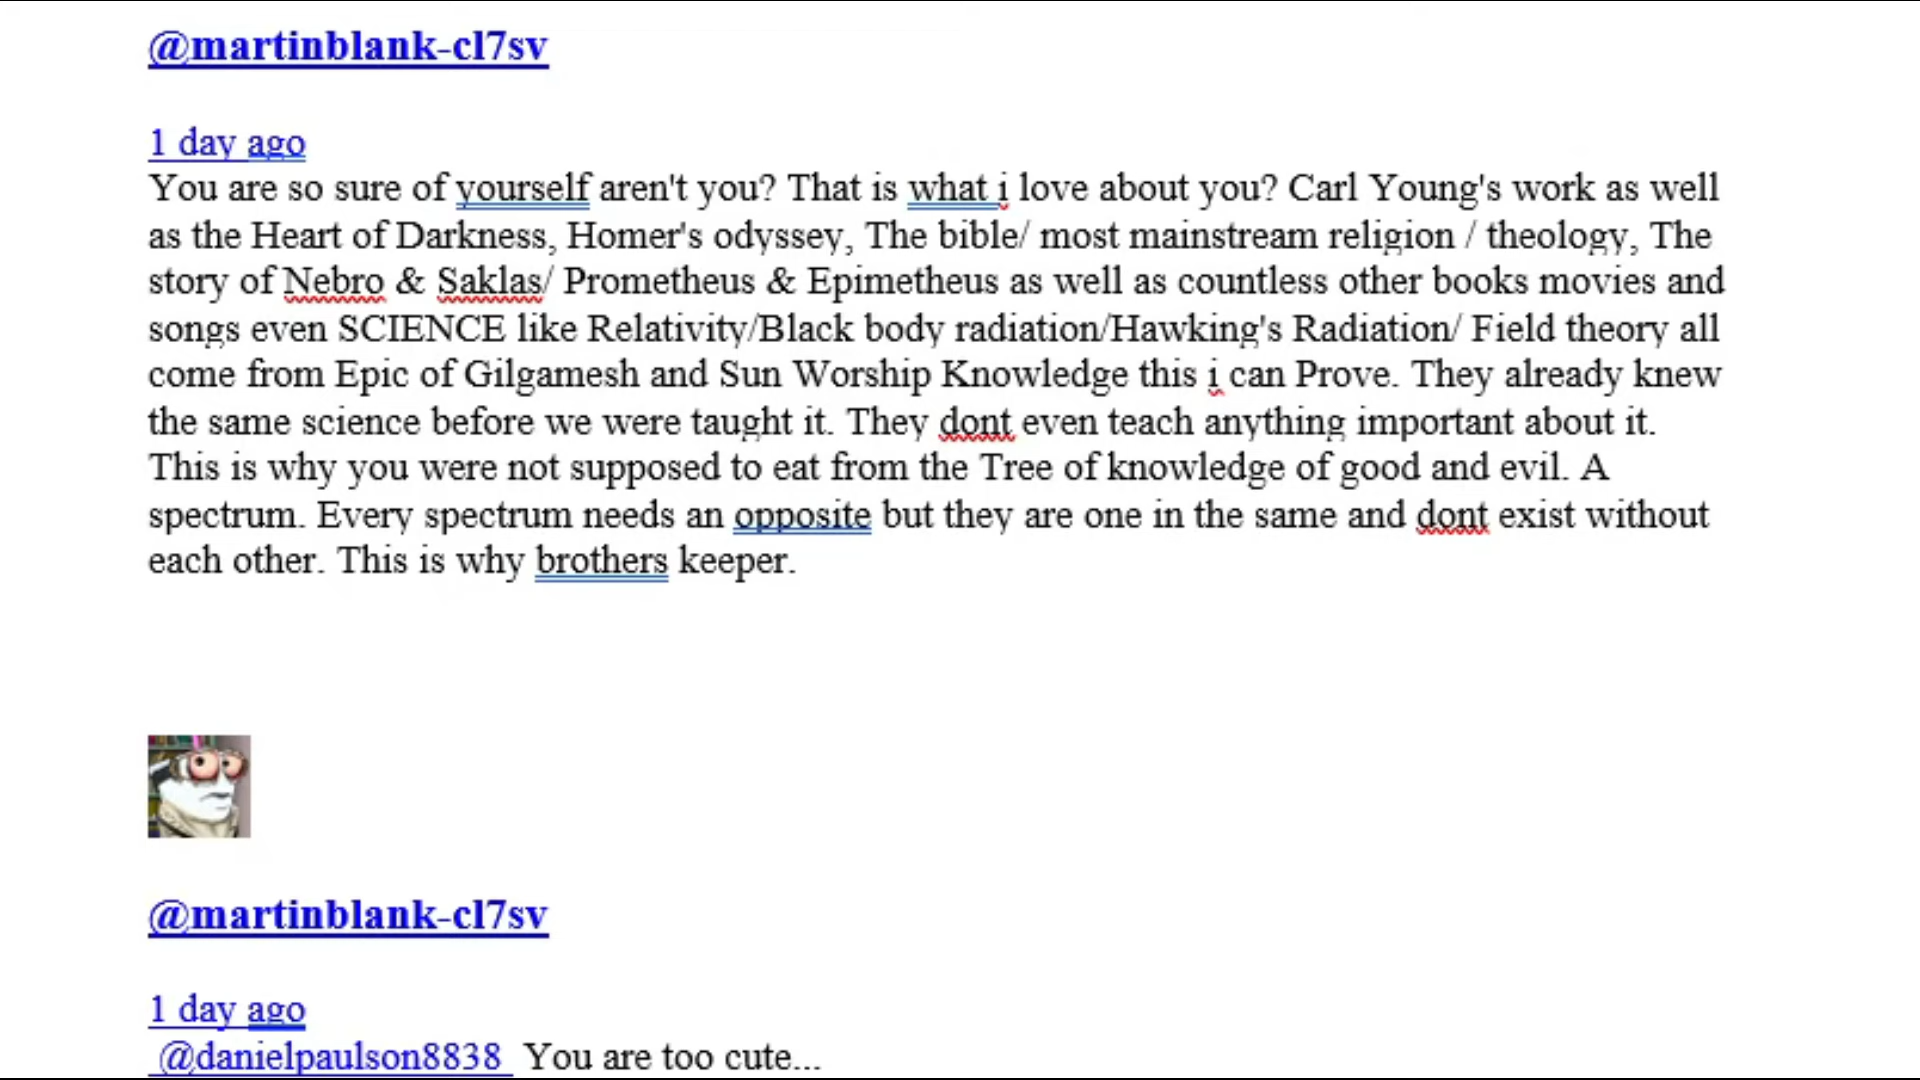 @martinblank-cl7sv
1 day ago
You are so sure of yourself aren't you? That is what i love about you? Carl Young's work as well
as the Heart of Darkness, Homer's odyssey, The bible/ most mainstream religion / theology, The
story of Nebro & Saklas/ Prometheus & Epimetheus as well as countless other books movies and
songs even SCIENCE like Relativity/Black body radiation/Hawking's Radiation/ Field theory all
come from Epic of Gilgamesh and Sun Worship Knowledge this i can Prove. They already knew
the same science before we were taught it. They dont even teach anything important about it.
This is why you were not supposed to eat from the Tree of knowledge of good and evil. A
spectrum. Every spectrum needs an opposite but they are one in the same and dont exist without
each other. This is why brothers keeper.
@martinblank-cl7sv
1 day ago
@danielpaulson8838 You are too cute...